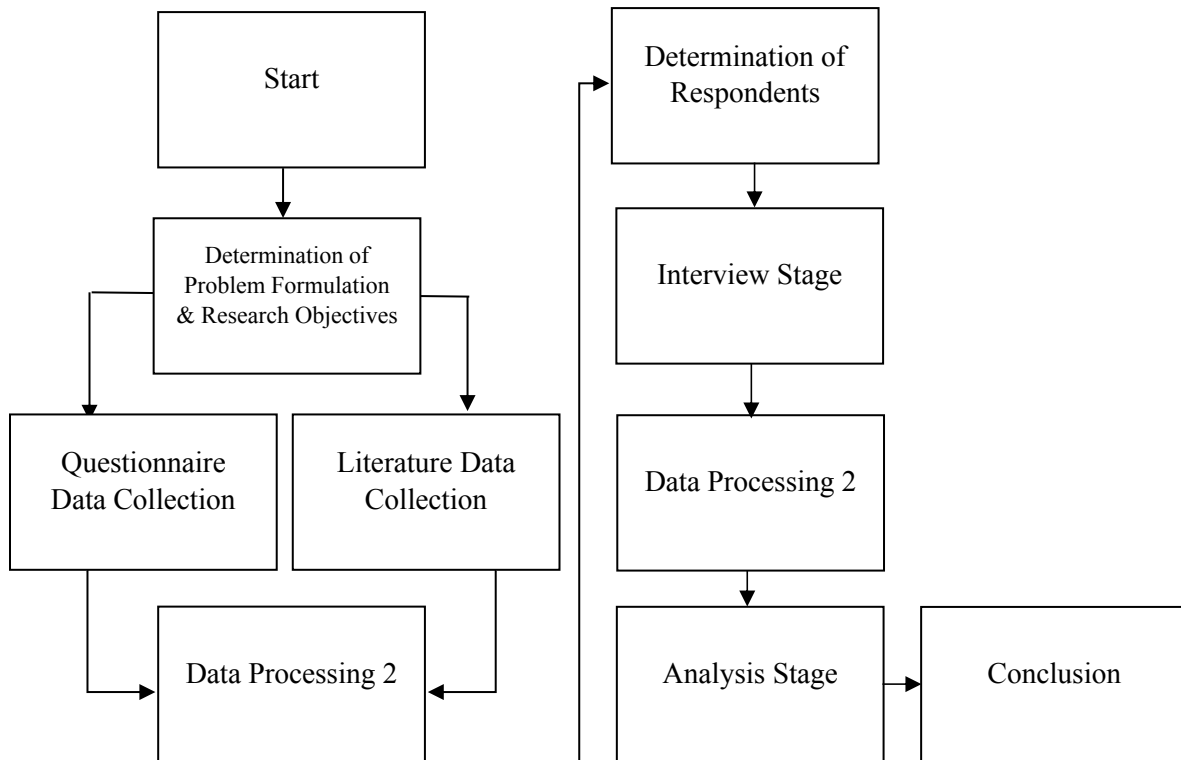 Start
Determination of
Problem Formulation
& Research Objectives
Questionnaire
Data Collection
Literature Data
Collection
Data Processing 2
Determination of
Respondents
Interview Stage
Data Processing 2
Analysis Stage
Conclusion